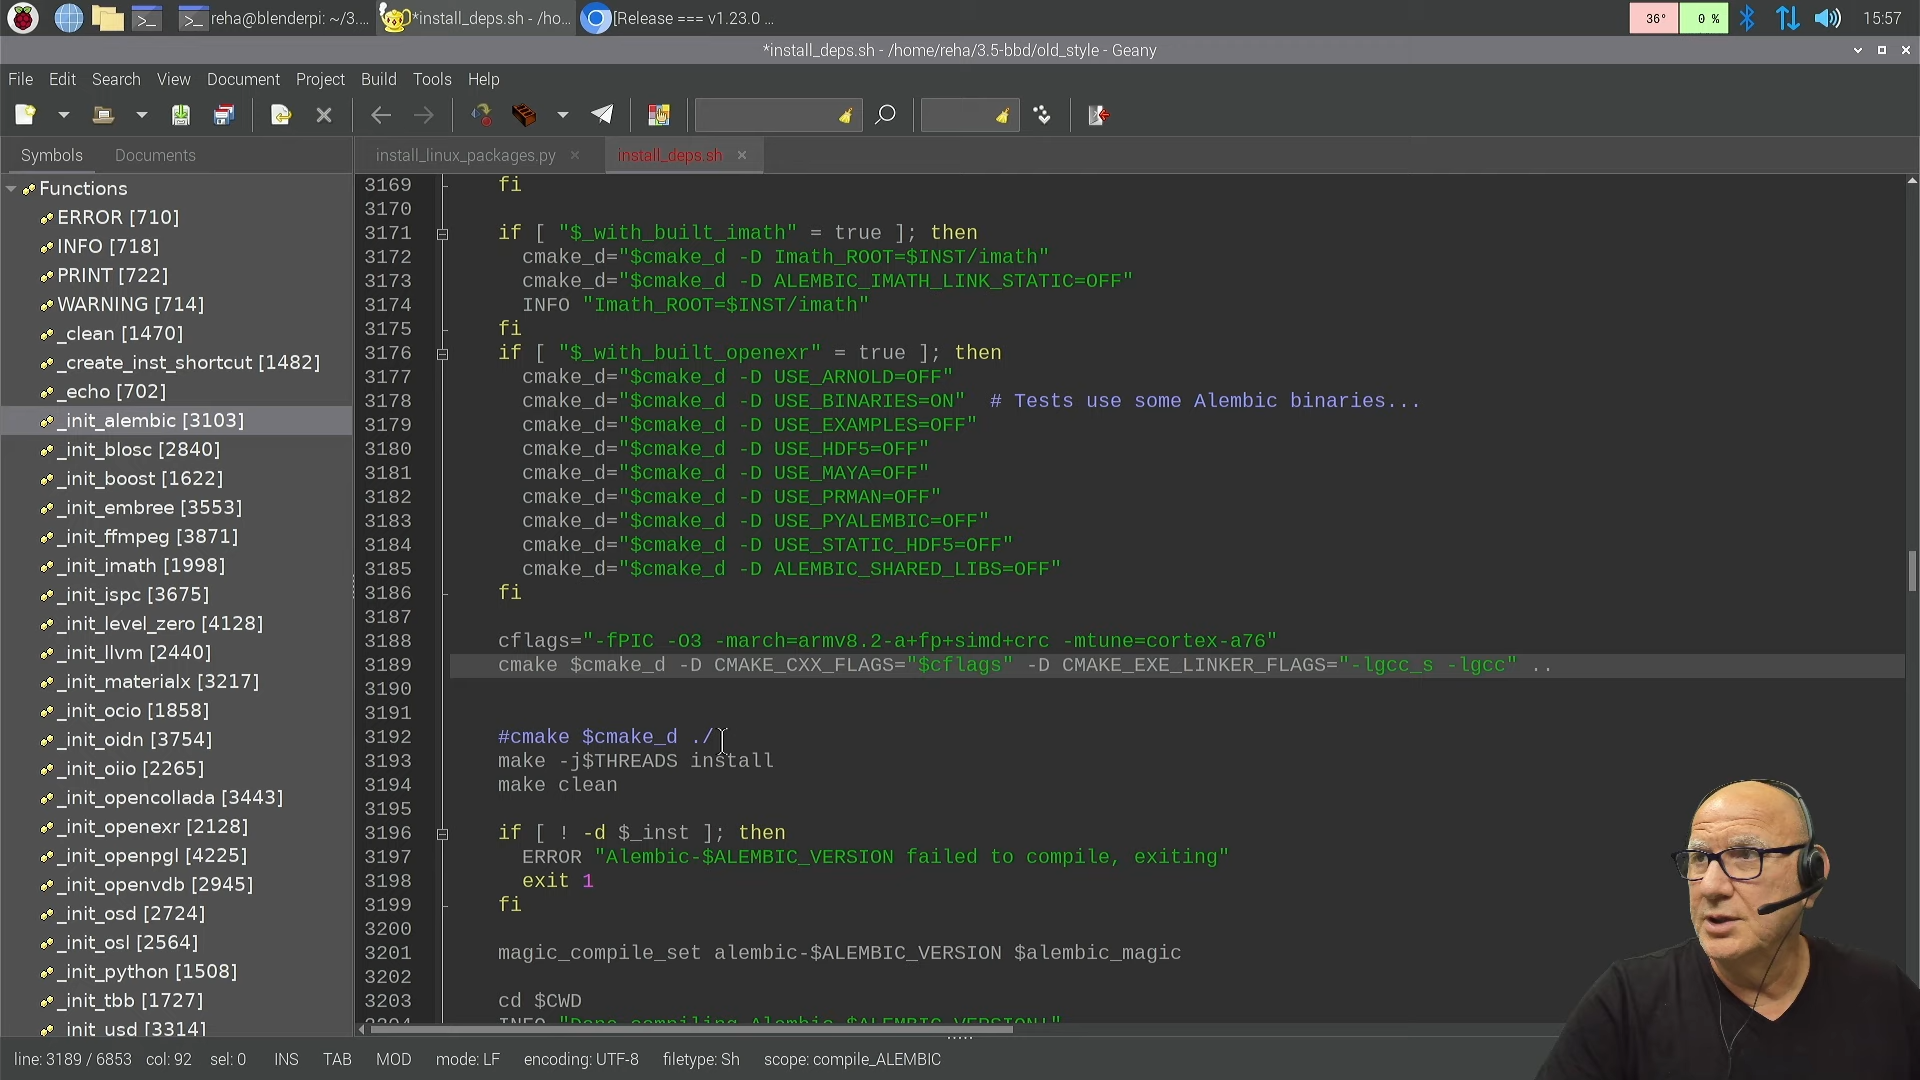 reha@blenderpi: ~/3....
*install_deps.sh - /ho...
[Release === v1.23.0 ...
36°
0 %
15:57
*install_deps.sh - /home/reha/3.5-bbd/old_style - Geany
File Edit Search View Document Project Build Tools Help
Symbols Documents
install_linux_packages.py
install_deps.sh
Functions
ERROR [710]
INFO [718]
PRINT [722]
WARNING [714]
_clean [1470]
_create_inst_shortcut [1482]
_echo [702]
_init_alembic [3103]
_init_blosc [2840]
_init_boost [1622]
_init_embree [3553]
_init_ffmpeg [3871]
_init_imath [1998]
_init_ispc [3675]
_init_level_zero [4128]
_init_llvm [2440]
_init_materialx [3217]
_init_ocio [1858]
_init_oidn [3754]
_init_oiio [2265]
_init_opencollada [3443]
_init_openexr [2128]
_init_openpgl [4225]
_init_openvdb [2945]
_init_osd [2724]
_init_osl [2564]
_init_python [1508]
_init_tbb [1727]
_init_usd [3314]
3169 fi
3170
3171 if [ "$_with_built_imath" = true ]; then
3172 cmake_d="$cmake_d -D Imath_ROOT=$INST/imath"
3173 cmake_d="$cmake_d -D ALEMBIC_IMATH_LINK_STATIC=OFF"
3174 INFO "Imath_ROOT=$INST/imath"
3175 fi
3176 if [ "$_with_built_openexr" = true ]; then
3177 cmake_d="$cmake_d -D USE_ARNOLD=OFF"
3178 cmake_d="$cmake_d -D USE_BINARIES=ON" # Tests use some Alembic binaries...
3179 cmake_d="$cmake_d -D USE_EXAMPLES=OFF"
3180 cmake_d="$cmake_d -D USE_HDF5=OFF"
3181 cmake_d="$cmake_d -D USE_MAYA=OFF"
3182 cmake_d="$cmake_d -D USE_PRMAN=OFF"
3183 cmake_d="$cmake_d -D USE_PYALEMBIC=OFF"
3184 cmake_d="$cmake_d -D USE_STATIC_HDF5=OFF"
3185 cmake_d="$cmake_d -D ALEMBIC_SHARED_LIBS=OFF"
3186 fi
3187
3188 cflags="-fPIC -O3 -march=armv8.2-a+fp+simd+crc -mtune=cortex-a76"
3189 cmake $cmake_d -D CMAKE_CXX_FLAGS="$cflags" -D CMAKE_EXE_LINKER_FLAGS="-lgcc_s -lgcc" ..
3190
3191
3192 #cmake $cmake_d ./
3193 make -j$THREADS install
3194 make clean
3195
3196 if [ ! -d $_inst ]; then
3197 ERROR "Alembic-$ALEMBIC_VERSION failed to compile, exiting"
3198 exit 1
3199 fi
3200
3201 magic_compile_set alembic-$ALEMBIC_VERSION $alembic_magic
3202
3203 cd $CWD
3204 INFO "Done compiling Alembic-$ALEMBIC_VERSION!"
line: 3189 / 6853 col: 92 sel: 0 INS TAB MOD mode: LF encoding: UTF-8 filetype: Sh scope: compile_ALEMBIC